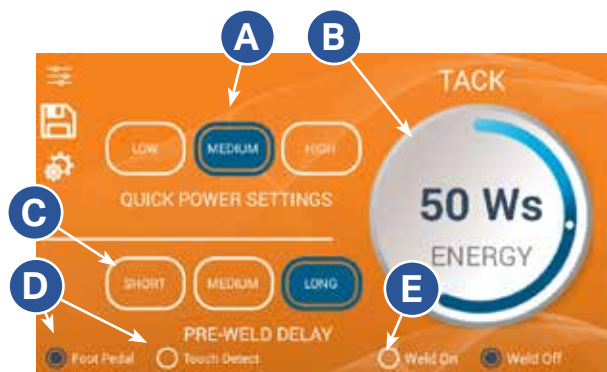 A
B
TACK
LOW MEDIUM HIGH
QUICK POWER SETTINGS
50 Ws
ENERGY
C
SHORT MEDIUM LONG
D
E
PRE-WELD DELAY
Foot Pedal Touch Detect Weld On Weld Off